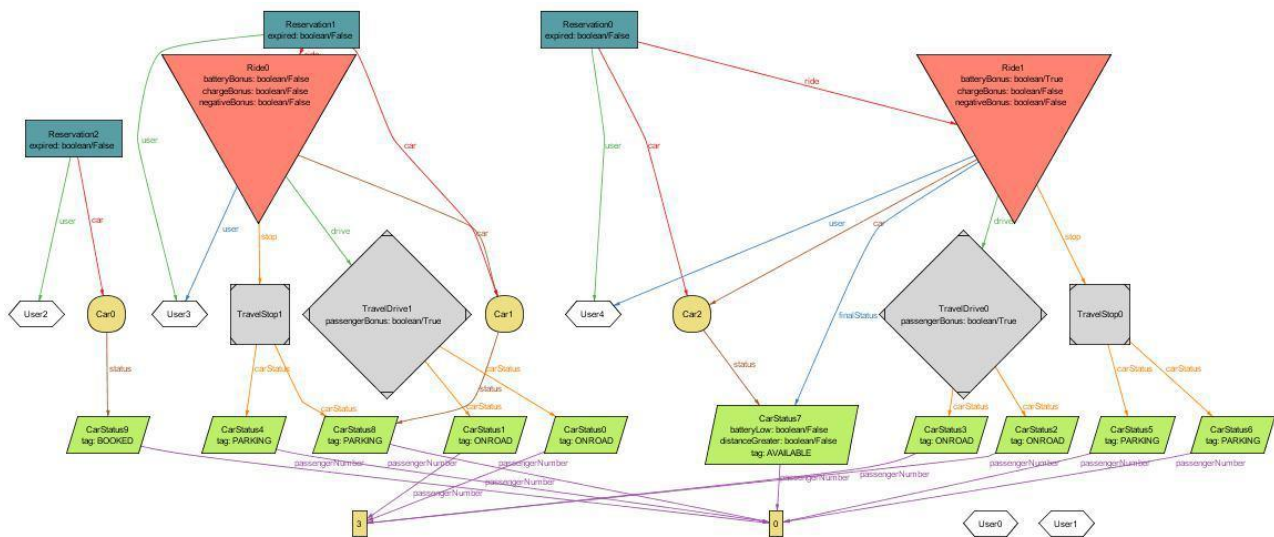 Reservation1
expired: boolean/False
Reservation0
expired: boolean/False
Ride0
batteryBonus: boolean/False
chargeBonus: boolean/False
negativeBonus: boolean/False
Ride1
batteryBonus: boolean/True
chargeBonus: boolean/False
negativeBonus: boolean/False
ride
Reservation2
expired: boolean/False
user
car
user
car
user
car
user
stop
drive
car
user
car
drive
stop
User2
Car0
User3
TravelStop1
TravelDrive1
passengerBonus: boolean/True
Car1
User4
Car2
finalStatus
TravelDrive0
passengerBonus: boolean/True
TravelStop0
status
carStatus
carStatus
carStatus
carStatus
status
status
carStatus
carStatus
carStatus
carStatus
CarStatus9
tag: BOOKED
CarStatus4
tag: PARKING
CarStatus8
tag: PARKING
CarStatus1
tag: ONROAD
CarStatus0
tag: ONROAD
CarStatus7
batteryLow: boolean/False
distanceGreater: boolean/False
tag: AVAILABLE
CarStatus3
tag: ONROAD
CarStatus2
tag: ONROAD
CarStatus5
tag: PARKING
CarStatus6
tag: PARKING
passengerNumber
passengerNumber
passengerNumber
passengerNumber
passengerNumber
passengerNumber
passengerNumber
passengerNumber
passengerNumber
passengerNumber
3
0
User0
User1